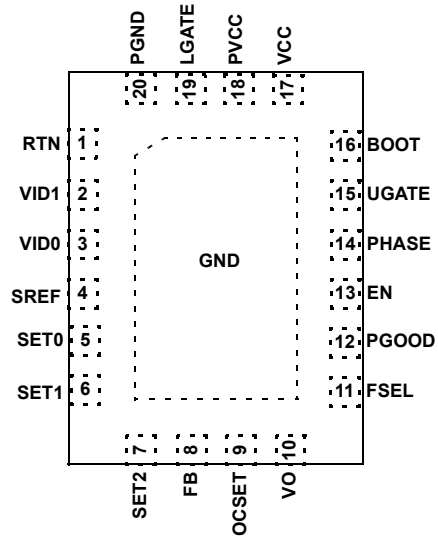 PGND LGATE PVCC VCC
20 19 18 17
RTN 1 16 BOOT
VID1 2 15 UGATE
VID0 3 14 PHASE
GND
SREF 4 13 EN
SET0 5 12 PGOOD
SET1 6 11 FSEL
7 8 9 10
SET2 FB OCSET VO